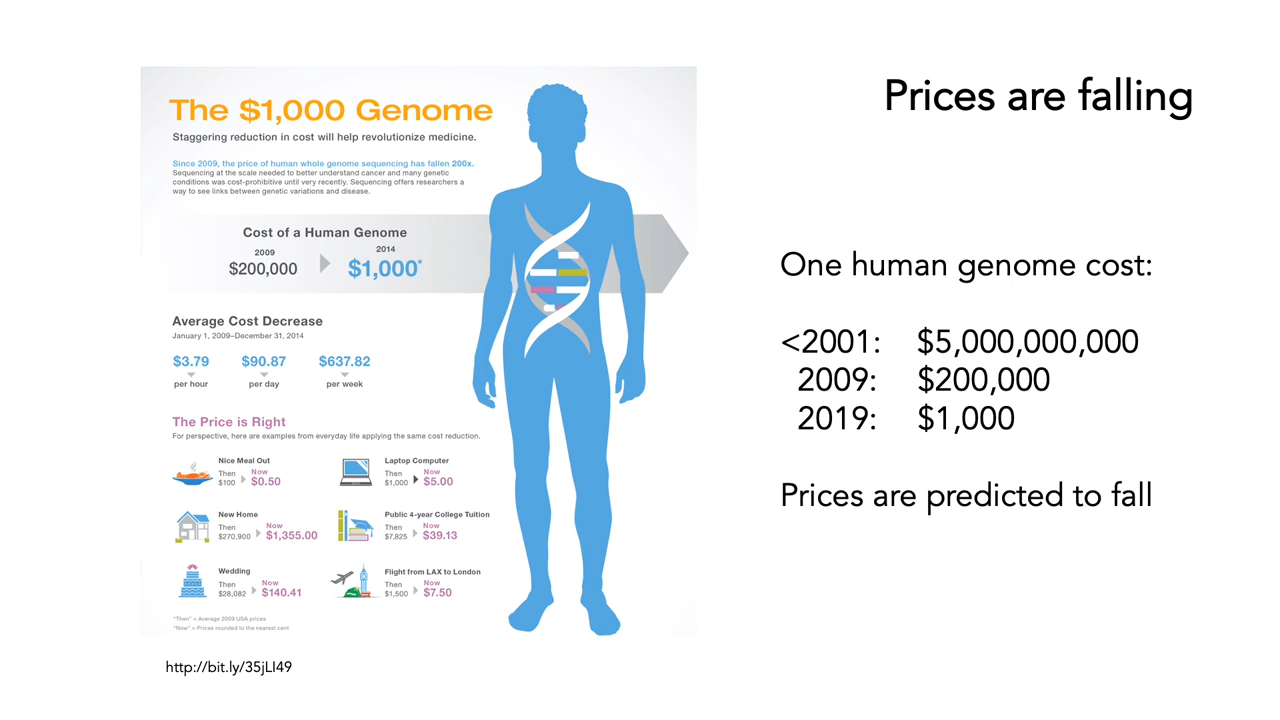 Prices are falling
The $1,000 Genome
Staggering reduction in cost will help revolutionize medicine.
Since 2009, the price of human whole genome sequencing has fallen 200x.
Sequencing at the scale needed to better understand cancer and many genetic
conditions was cost-prohibitive until very recently. Sequencing offers researchers a
way to see links between genetic variations and disease.
Cost of a Human Genome
2009
$200,000
2014
$1,000*
Average Cost Decrease
January 1, 2009–December 31, 2014
$3.79
per hour
$90.87
per day
$637.82
per week
The Price is Right
For perspective, here are examples from everyday life applying the same cost reduction.
Nice Meal Out
Then
$100
Now
$0.50
Laptop Computer
Then
$1,000
Now
$5.00
New Home
Then
$270,900
Now
$1,355.00
Public 4-year College Tuition
Then
$7,825
Now
$39.13
Wedding
Then
$28,082
Now
$140.41
Flight from LAX to London
Then
$1,500
Now
$7.50
"Then" = Average 2009 USA prices
"Now" = Prices rounded to the nearest cent
http://bit.ly/35jLI49
One human genome cost:
<2001: $5,000,000,000
2009: $200,000
2019: $1,000
Prices are predicted to fall